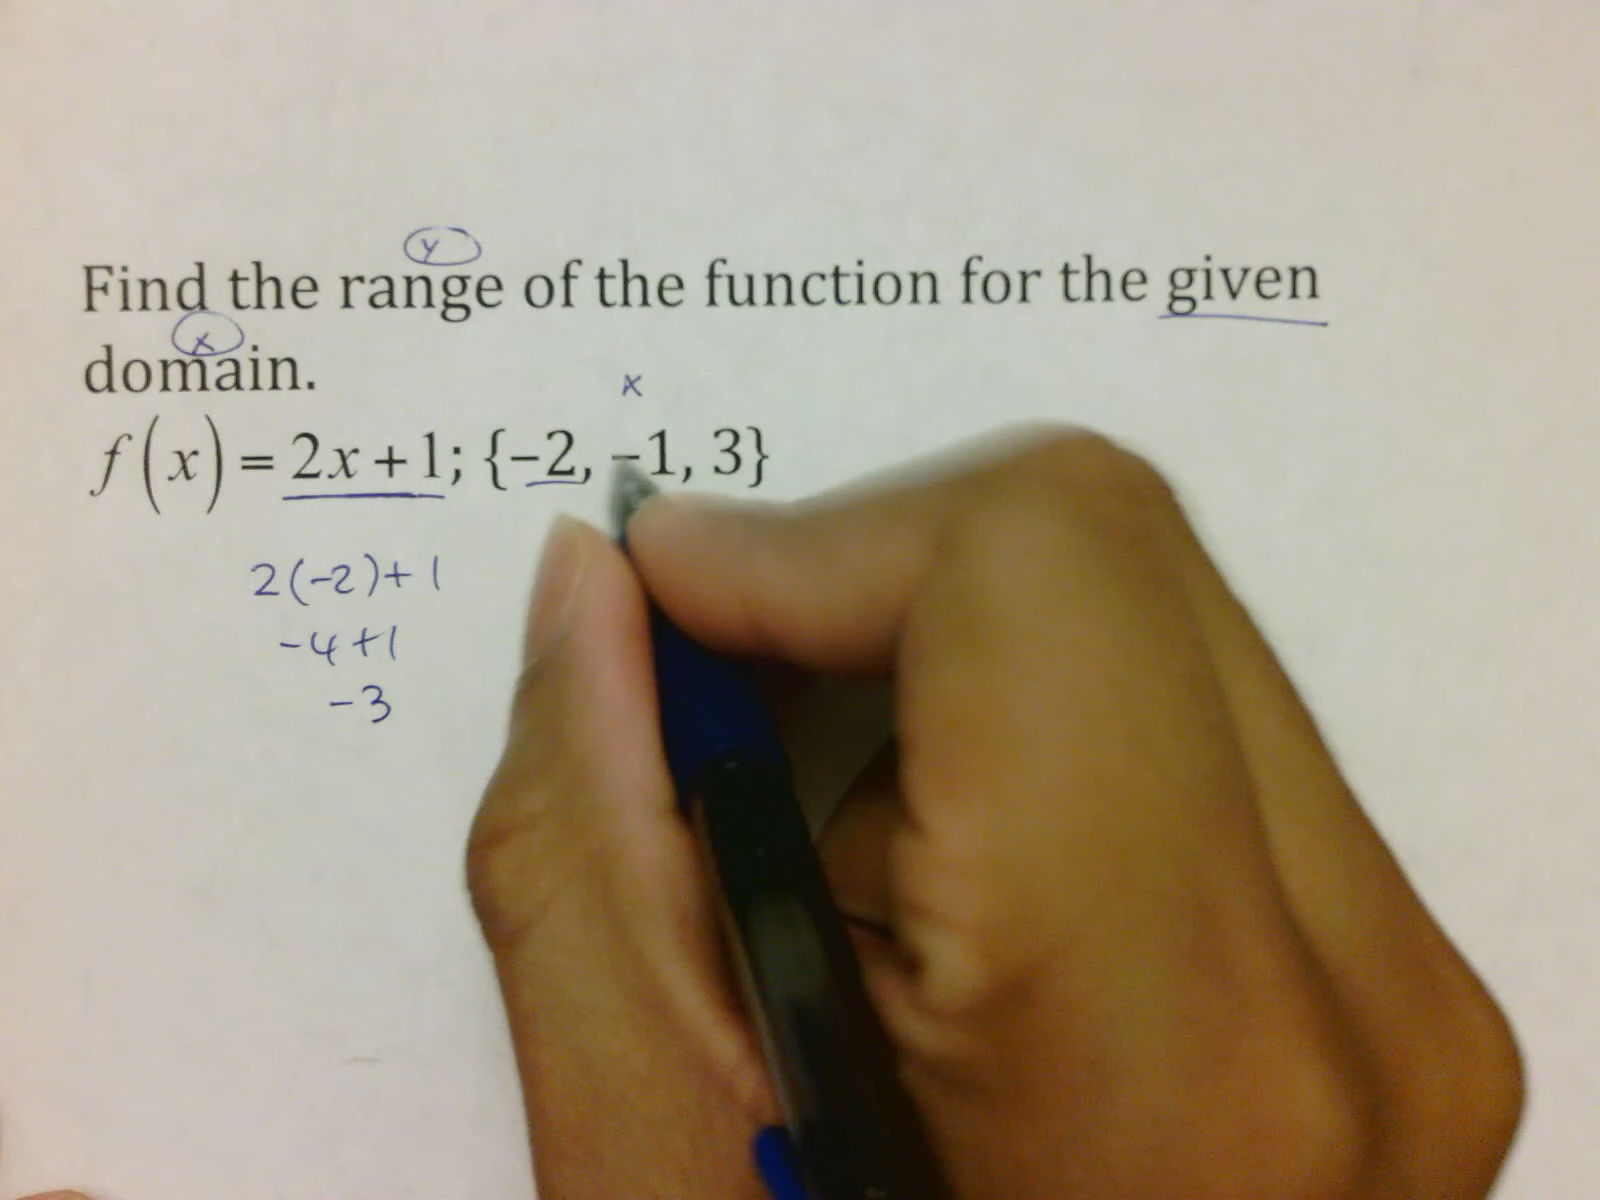 y
Find the range of the function for the given
x
domain.
x
f(x) = 2x + 1; {−2, −1, 3}
2(-2)+1
-4+1
-3